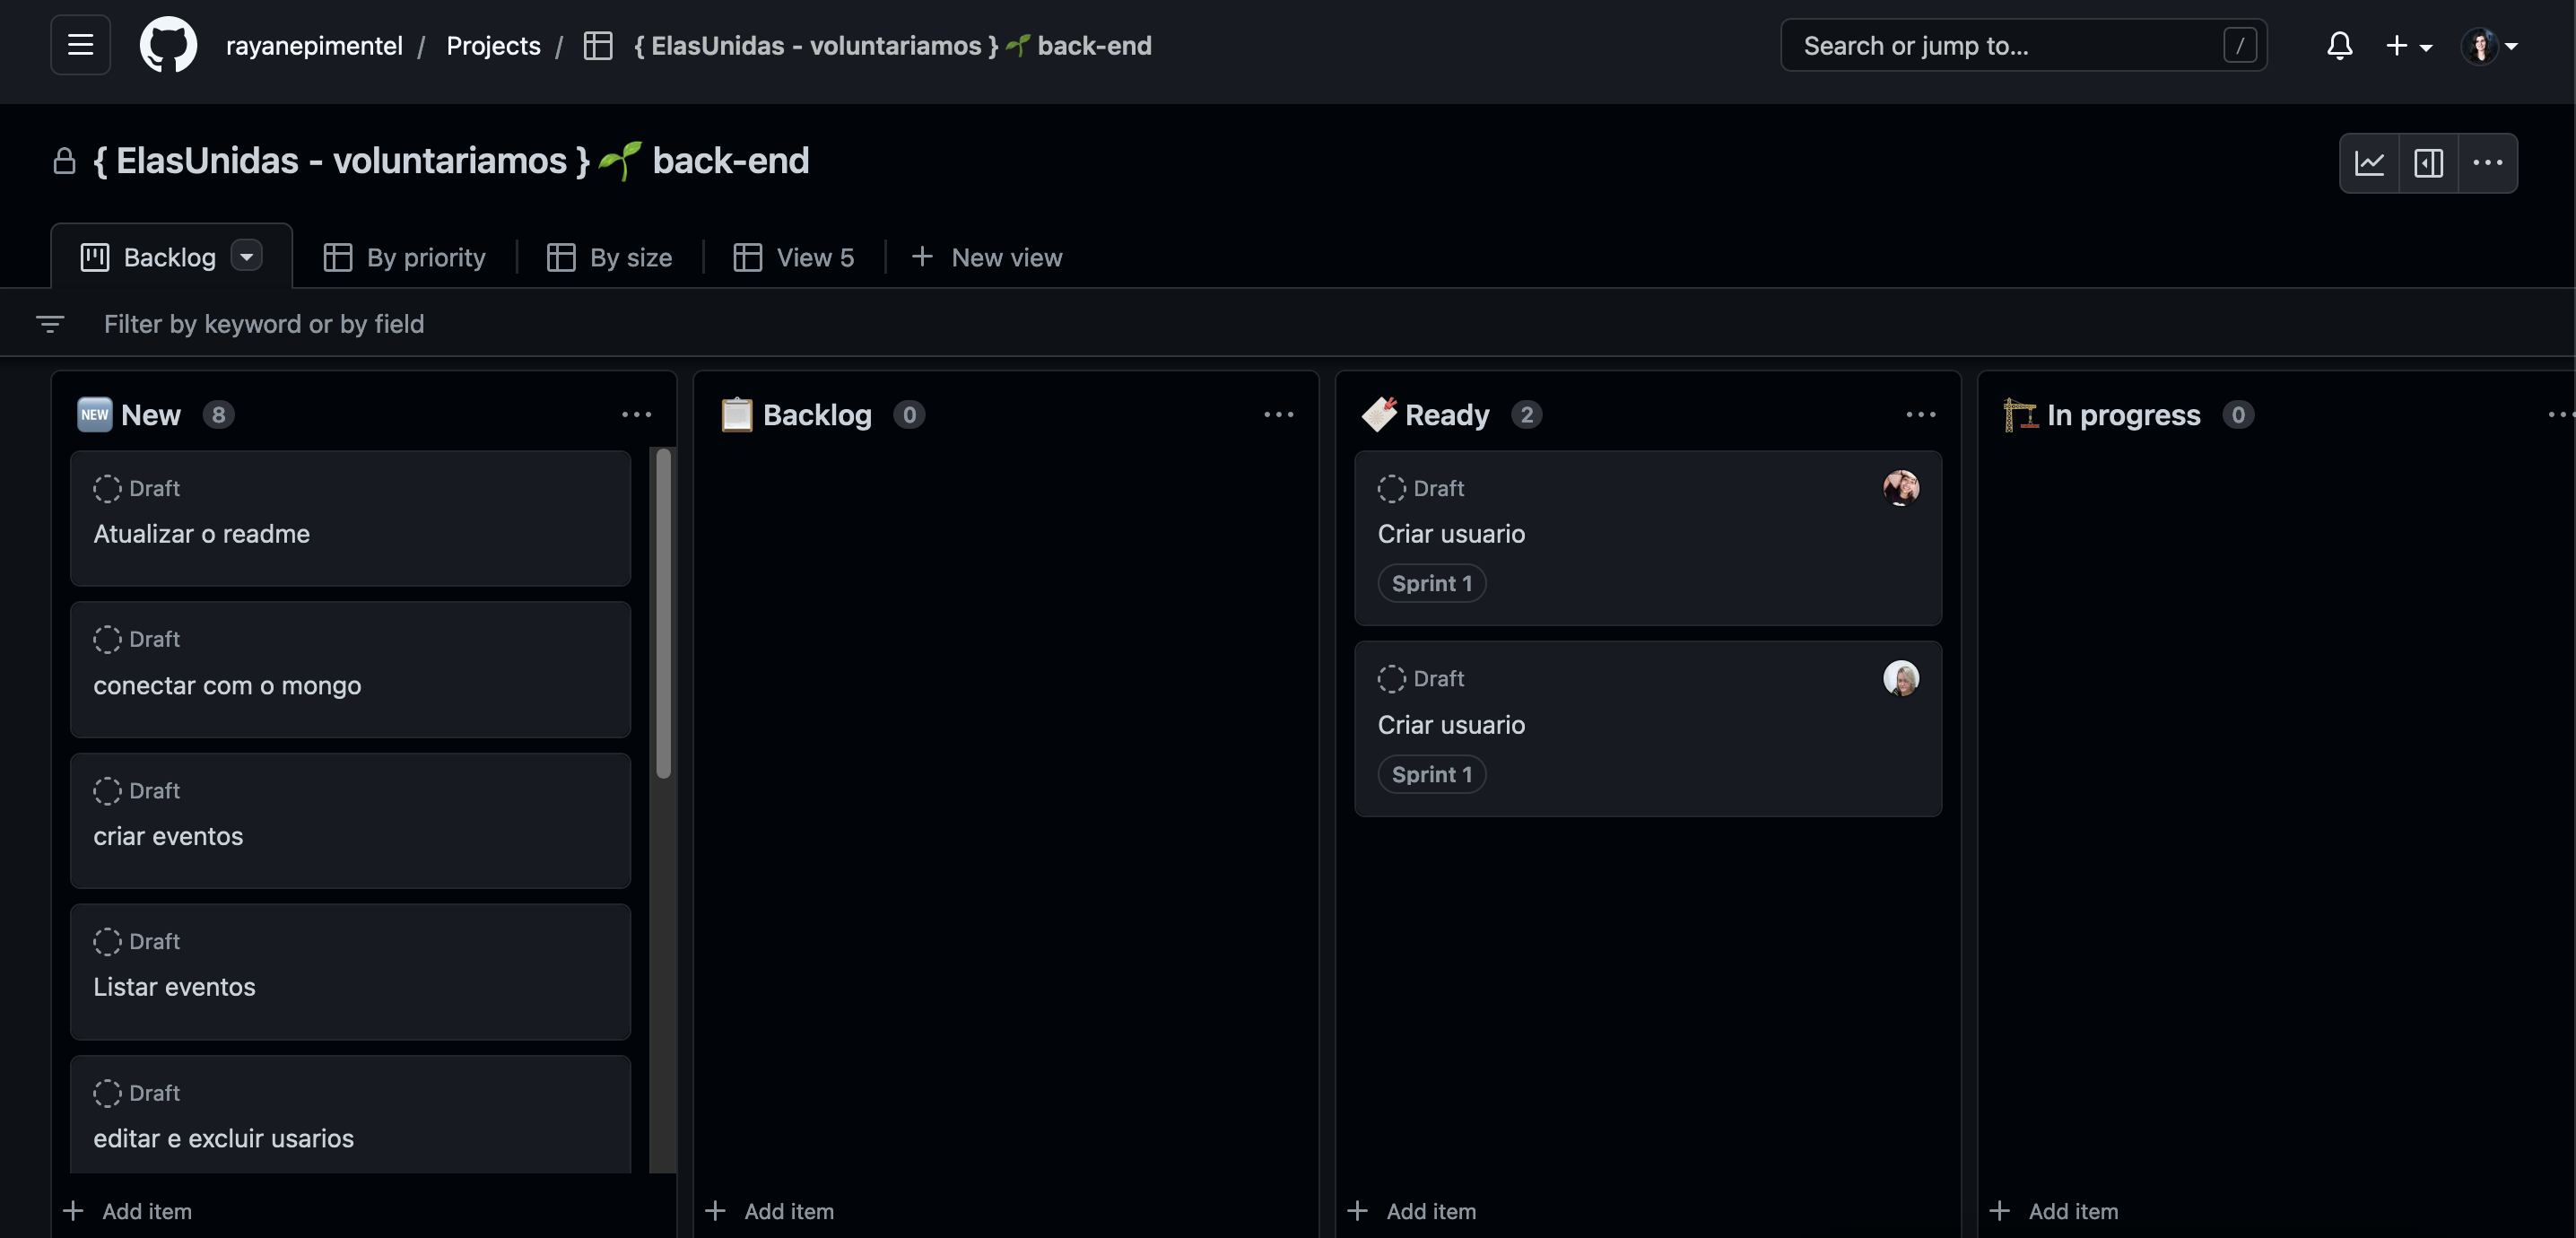 rayanepimentel / Projects / { ElasUnidas - voluntariamos } 🌱 back-end
Search or jump to... /
{ ElasUnidas - voluntariamos } 🌱 back-end
Backlog By priority By size View 5 + New view
Filter by keyword or by field
🆕 New 8
Draft
Atualizar o readme
Draft
conectar com o mongo
Draft
criar eventos
Draft
Listar eventos
Draft
editar e excluir usarios
+ Add item
📋 Backlog 0
+ Add item
🔖 Ready 2
Draft
Criar usuario
Sprint 1
Draft
Criar usuario
Sprint 1
+ Add item
🏗 In progress 0
+ Add item